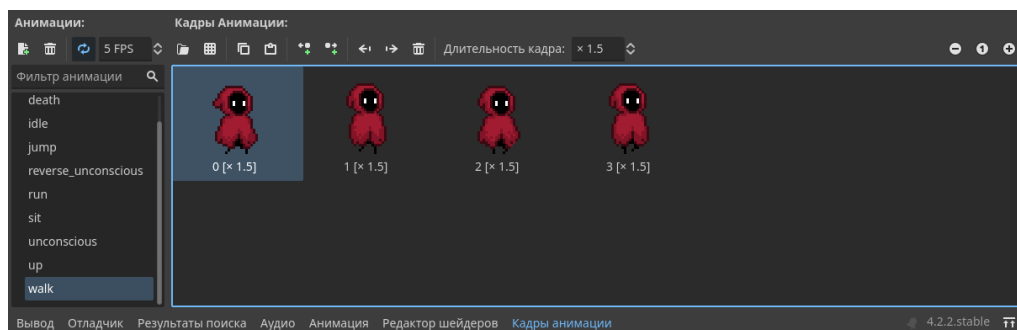 Анимации: Кадры Анимации:
5 FPS Длительность кадра: × 1.5 1
Фильтр анимации
death
idle
jump
reverse_unconscious
run
sit
unconscious
up
walk
0 [× 1.5] 1 [× 1.5] 2 [× 1.5] 3 [× 1.5]
Вывод Отладчик Результаты поиска Аудио Анимация Редактор шейдеров Кадры анимации 4.2.2.stable